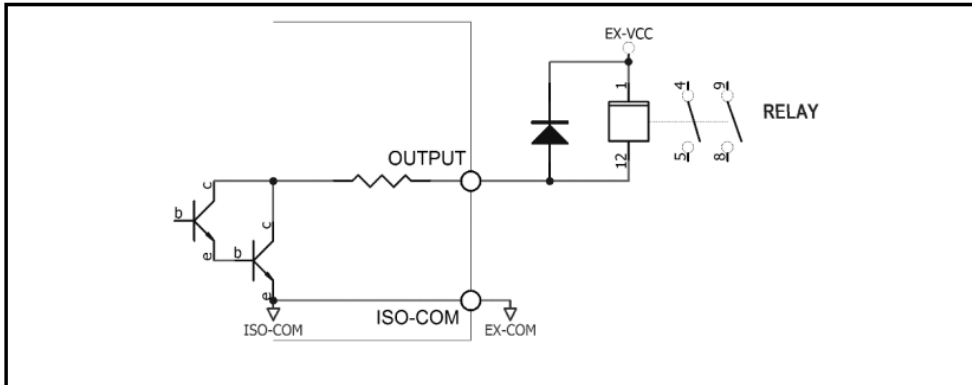 EX-VCC
1
4
9
RELAY
12
5
8
OUTPUT
c
b
e
c
b
e
ISO-COM
ISO-COM
EX-COM